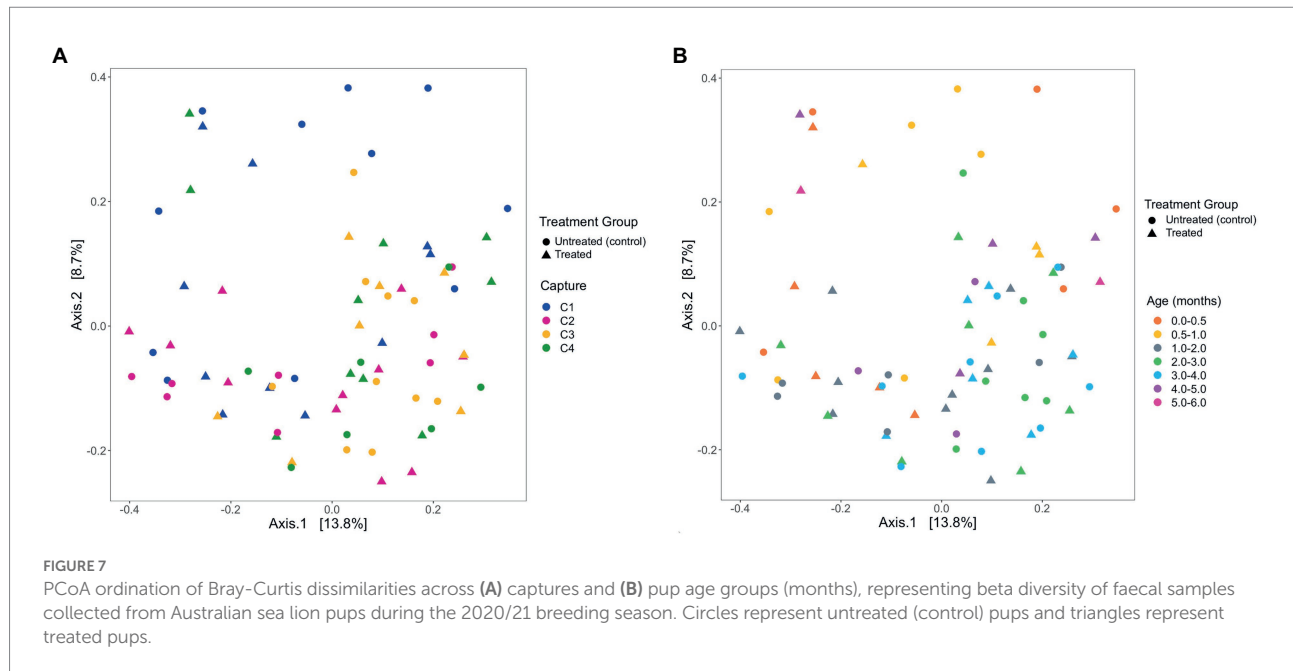 A
0.4
0.2
0.0
-0.2
Axis.2 [8.7%]
-0.4
-0.2
0.0
0.2
Axis.1 [13.8%]
Treatment Group
Untreated (control)
Treated
Capture
C1
C2
C3
C4
B
0.4
0.2
0.0
-0.2
Axis.2 [8.7%]
-0.4
-0.2
0.0
0.2
Axis.1 [13.8%]
Treatment Group
Untreated (control)
Treated
Age (months)
0.0-0.5
0.5-1.0
1.0-2.0
2.0-3.0
3.0-4.0
4.0-5.0
5.0-6.0
FIGURE 7
PCoA ordination of Bray-Curtis dissimilarities across (A) captures and (B) pup age groups (months), representing beta diversity of faecal samples
collected from Australian sea lion pups during the 2020/21 breeding season. Circles represent untreated (control) pups and triangles represent
treated pups.